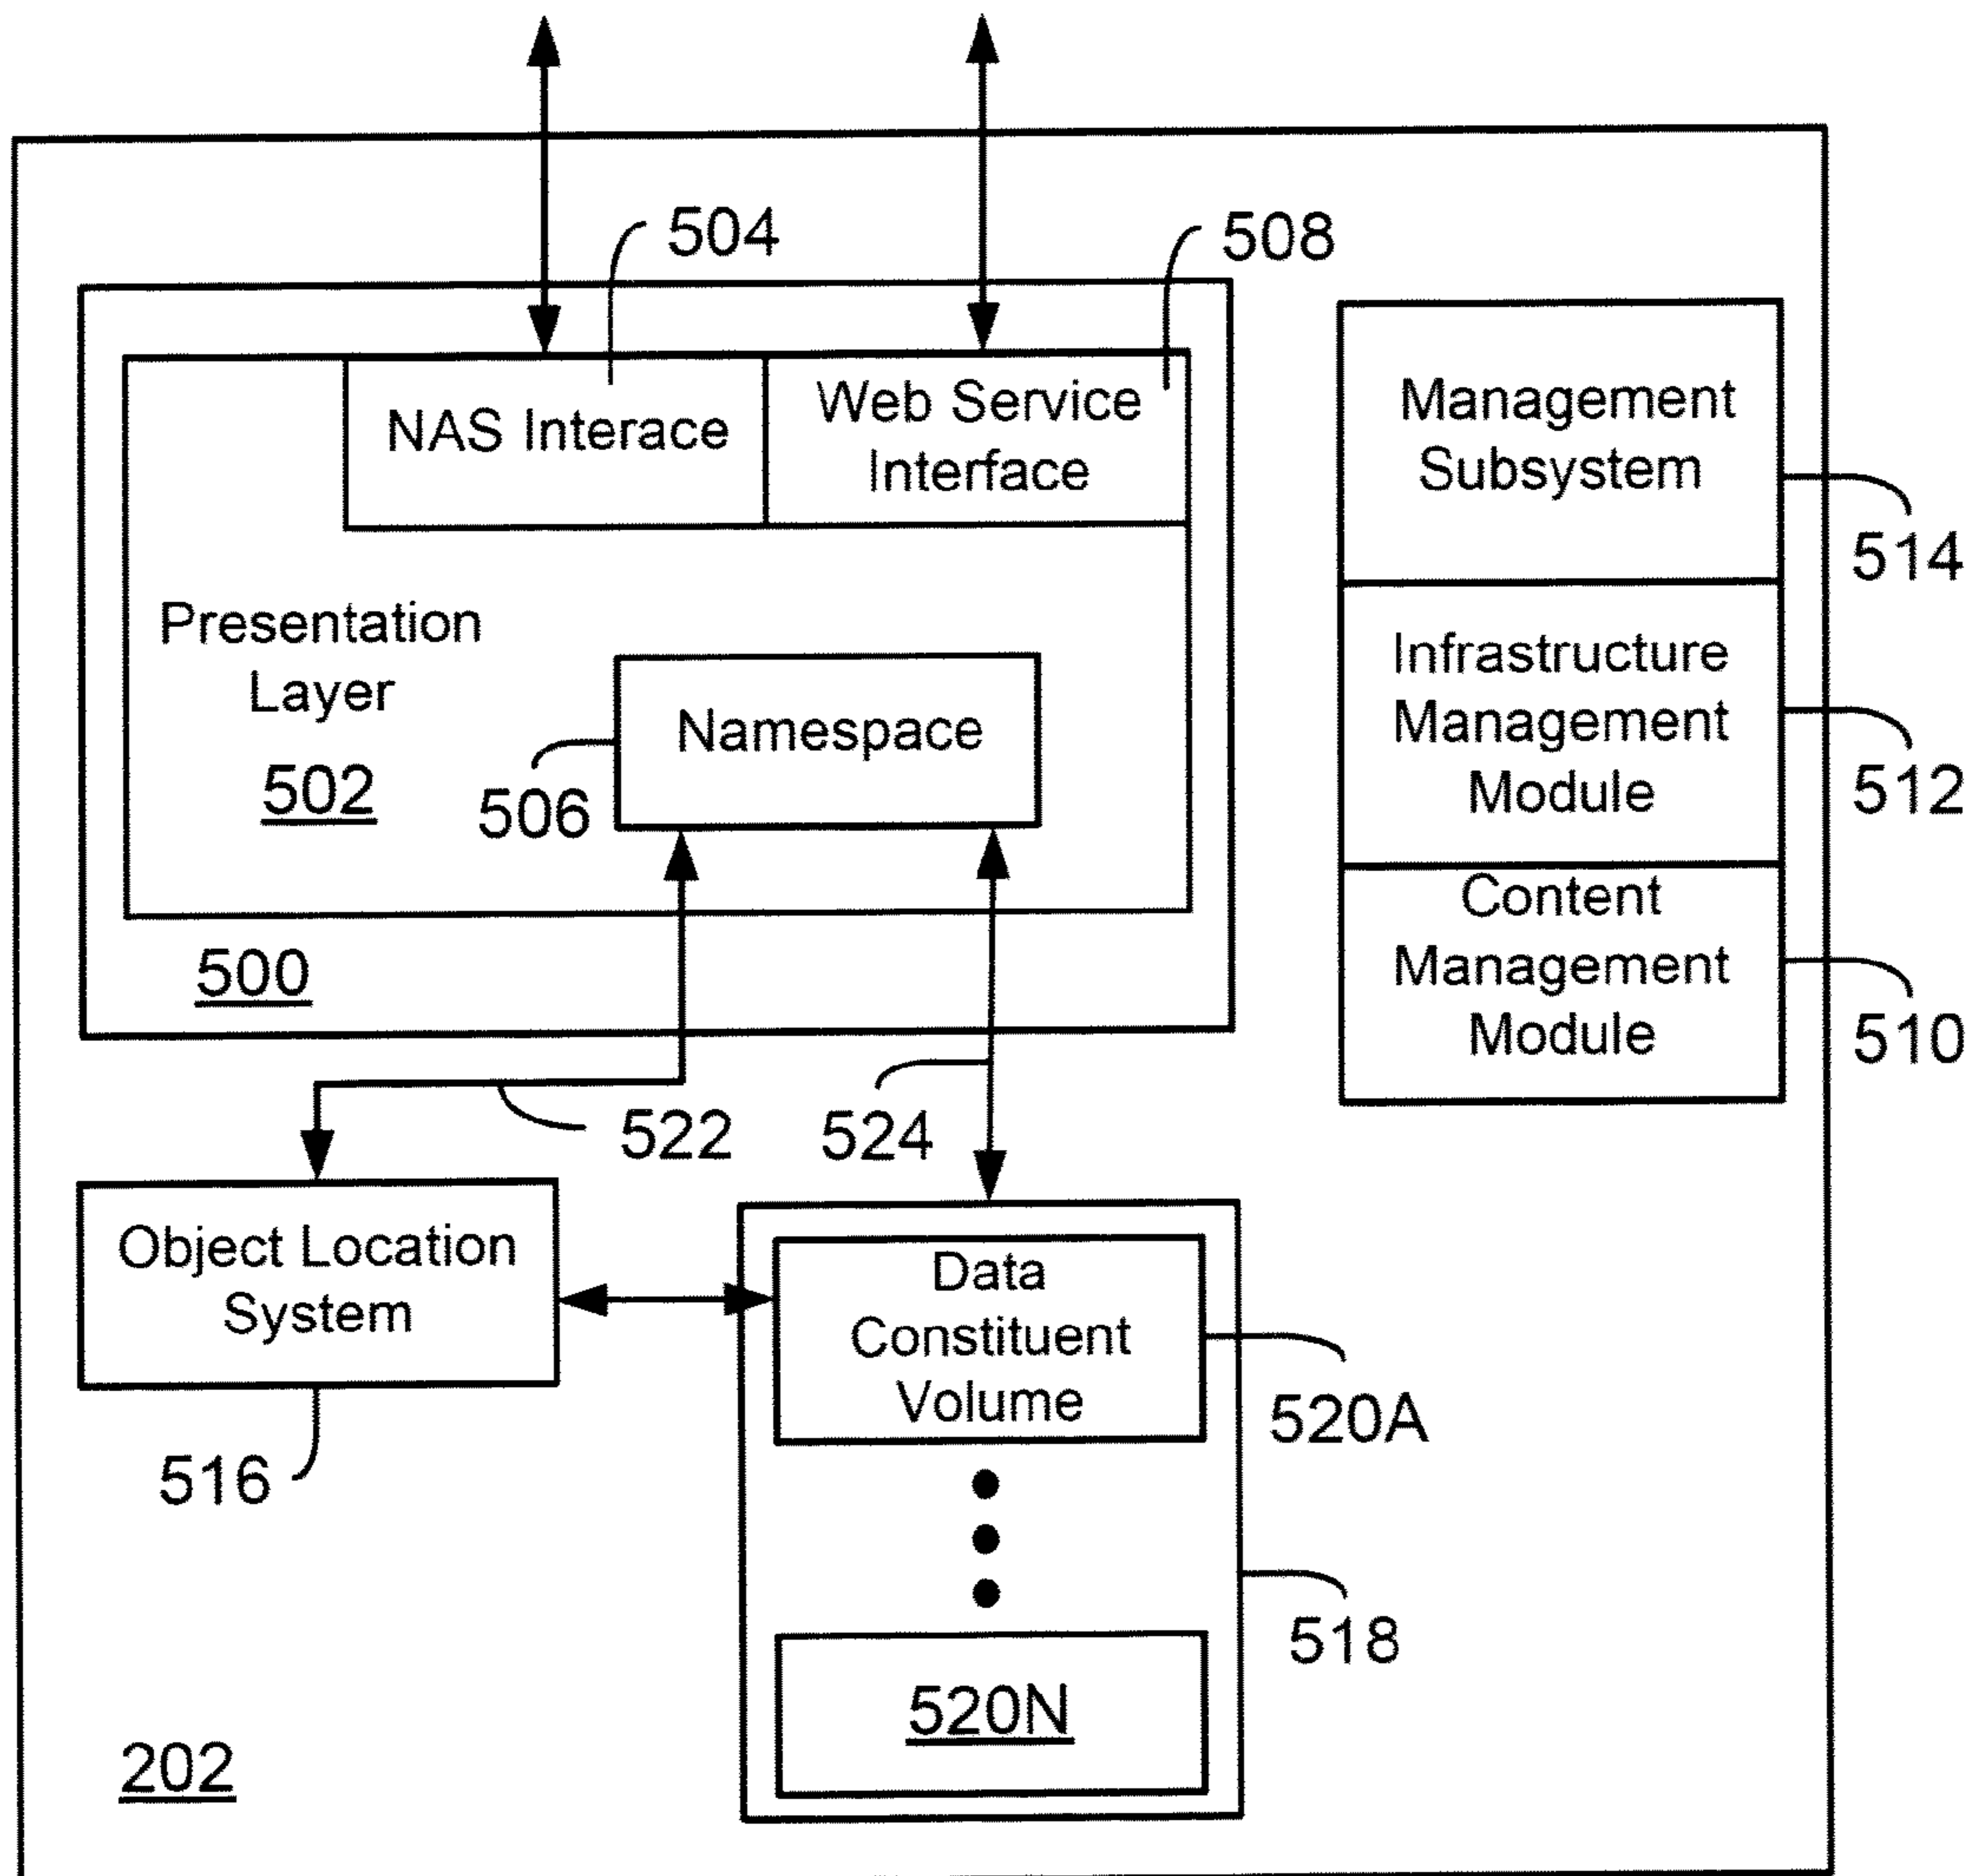 504
508
NAS Interace
Web Service
Interface
Management
Subsystem
514
Presentation
Layer
502
Namespace
506
Infrastructure
Management
Module
512
500
Content
Management
Module
510
522
524
Object Location
System
516
Data
Constituent
Volume
520A
518
520N
202